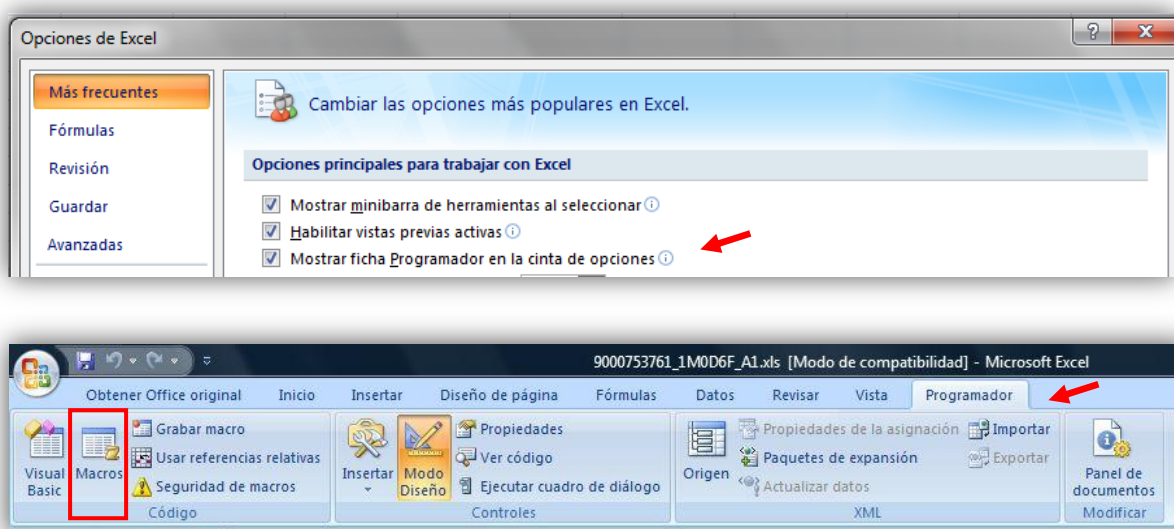 Opciones de Excel
Más frecuentes
Fórmulas
Revisión
Guardar
Avanzadas
Cambiar las opciones más populares en Excel.
Opciones principales para trabajar con Excel
Mostrar minibarra de herramientas al seleccionar
Habilitar vistas previas activas
Mostrar ficha Programador en la cinta de opciones
9000753761_1M0D6F_A1.xls [Modo de compatibilidad] - Microsoft Excel
Obtener Office original Inicio Insertar Diseño de página Fórmulas Datos Revisar Vista Programador
Visual Basic
Macros
Grabar macro
Usar referencias relativas
Seguridad de macros
Código
Insertar
Modo Diseño
Propiedades
Ver código
Ejecutar cuadro de diálogo
Controles
Origen
Propiedades de la asignación
Paquetes de expansión
Actualizar datos
Importar
Exportar
XML
Panel de documentos
Modificar